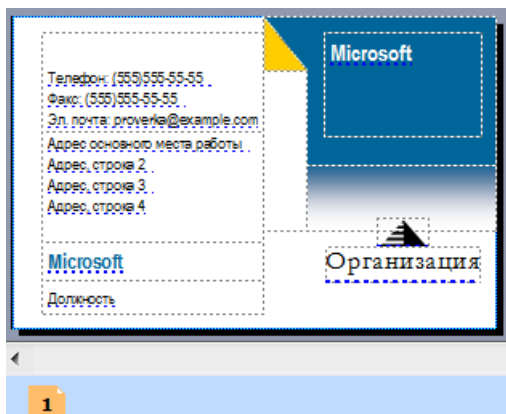 Microsoft
Телефон: (555)555-55-55
Факс: (555)555-55-55
Эл. почта: proverka@example.com
Адрес основного места работы
Адрес, строка 2
Адрес, строка 3
Адрес, строка 4
Microsoft
Организация
Должность
1